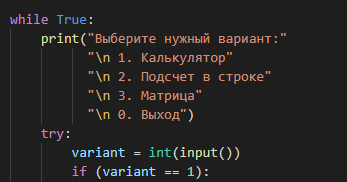 while True:
print("Выберите нужный вариант:"
"\n 1. Калькулятор"
"\n 2. Подсчет в строке"
"\n 3. Матрица"
"\n 0. Выход")
try:
variant = int(input())
if (variant == 1):